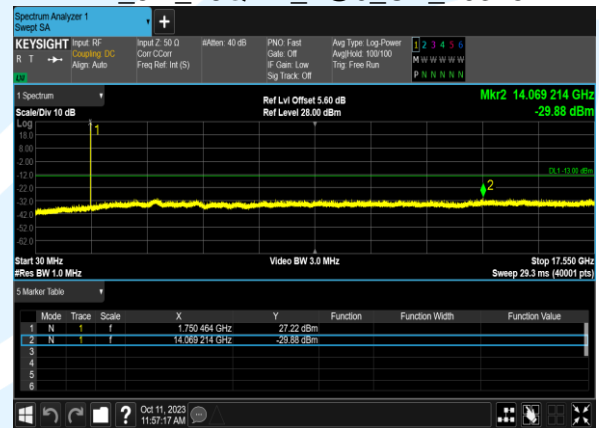 Spectrum Analyzer 1
Swept SA
KEYSIGHT Input: RF Input Z: 50 Ω #Atten: 40 dB PNO: Fast Avg Type: Log-Power 1 2 3 4 5 6
R T Coupling: DC Corr CCorr Gate: Off Avg|Hold: 100/100 M W W W W W
Align: Auto Freq Ref: Int (S) IF Gain: Low Trig: Free Run
LXI Sig Track: Off P N N N N N
1 Spectrum Ref Lvl Offset 5.60 dB Mkr2 14.069 214 GHz
Scale/Div 10 dB Ref Level 28.00 dBm -29.88 dBm
Log
18.0
8.00
-2.00
-12.0
-22.0
-32.0
-42.0
-52.0
-62.0
1
2
DL1 -13.00 dBm
Start 30 MHz Video BW 3.0 MHz Stop 17.550 GHz
#Res BW 1.0 MHz Sweep 29.3 ms (40001 pts)
5 Marker Table
Mode Trace Scale X Y Function Function Width Function Value
1 N 1 f 1.750 464 GHz 27.22 dBm
2 N 1 f 14.069 214 GHz -29.88 dBm
3
4
5
6
? Oct 11, 2023
11:57:17 AM